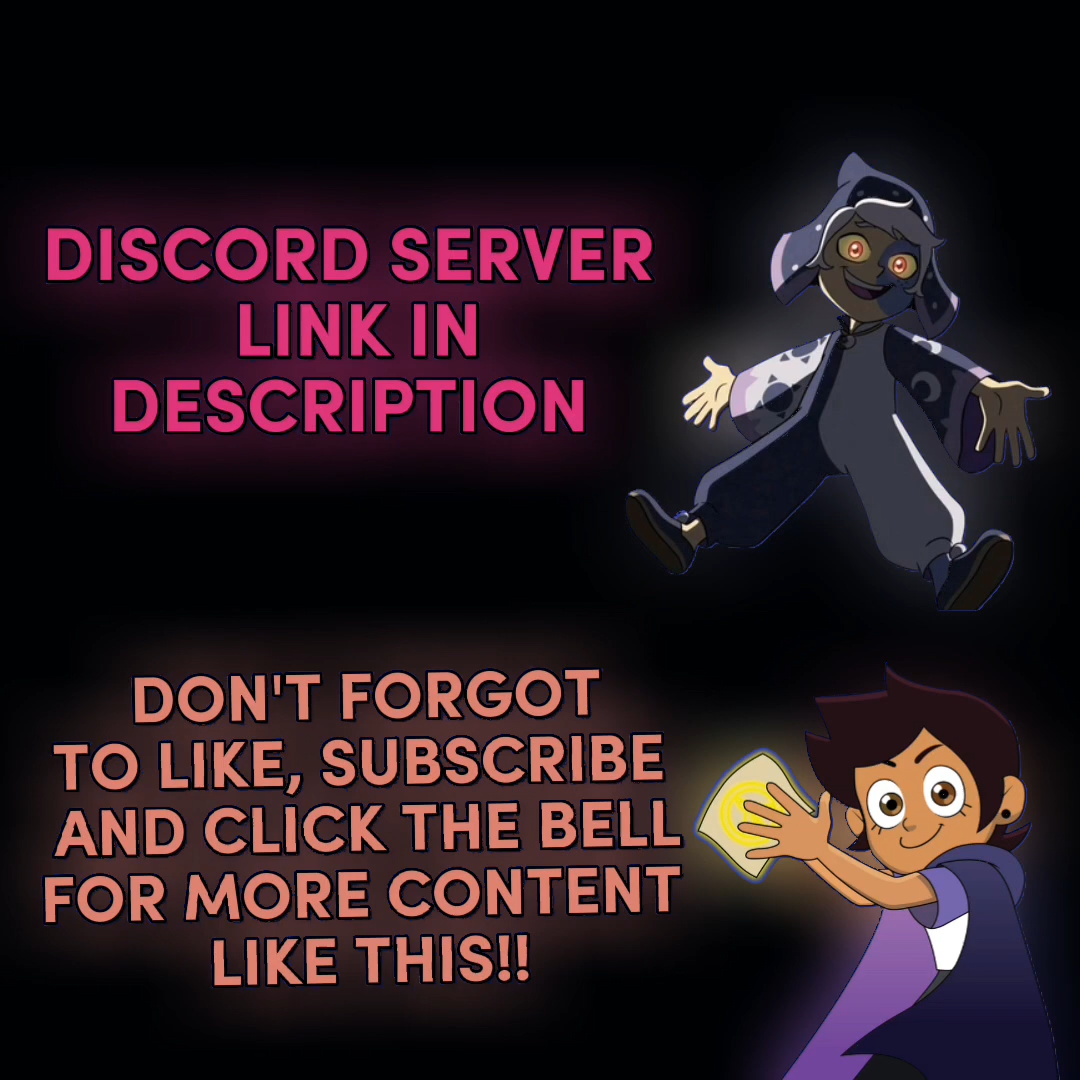 DISCORD SERVER
LINK IN
DESCRIPTION
DON'T FORGOT
TO LIKE, SUBSCRIBE
AND CLICK THE BELL
FOR MORE CONTENT
LIKE THIS!!